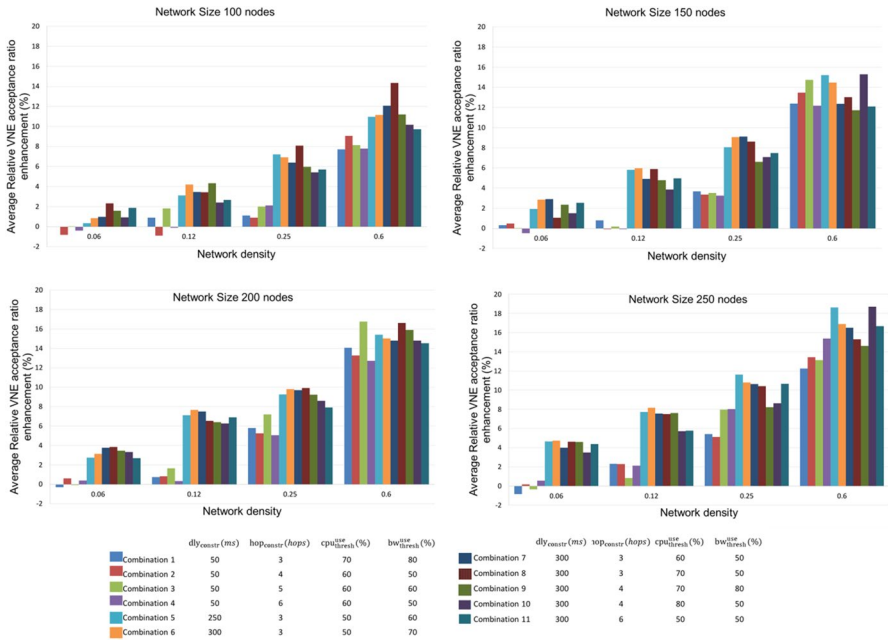 Network Size 100 nodes
Average Relative VNE acceptance ratio
enhancement (%)
20
18
16
14
12
10
8
6
4
2
0
-2
0.06 0.12 0.25 0.6
Network density
Network Size 150 nodes
Average Relative VNE acceptance ratio
enhancement (%)
20
18
16
14
12
10
8
6
4
2
0
-2
0.06 0.12 0.25 0.6
Network density
Network Size 200 nodes
Average Relative VNE acceptance ratio
enhancement (%)
20
18
16
14
12
10
8
6
4
2
0
-2
0.06 0.12 0.25 0.6
Network density
Network Size 250 nodes
Average Relative VNE acceptance ratio
enhancement (%)
20
18
16
14
12
10
8
6
4
2
0
-2
0.06 0.12 0.25 0.6
Network density
dly_constr(ms) hop_constr(hops) cpu_thresh^use(%) bw_thresh^use(%)
Combination 1 50 3 70 80
Combination 2 50 4 60 50
Combination 3 50 5 60 60
Combination 4 50 6 60 50
Combination 5 250 3 50 60
Combination 6 300 3 50 70
dly_constr(ms) ıop_constr(hops) cpu_thresh^use(%) bw_thresh^use(%)
Combination 7 300 3 60 50
Combination 8 300 3 70 50
Combination 9 300 4 70 80
Combination 10 300 4 80 50
Combination 11 300 6 50 50